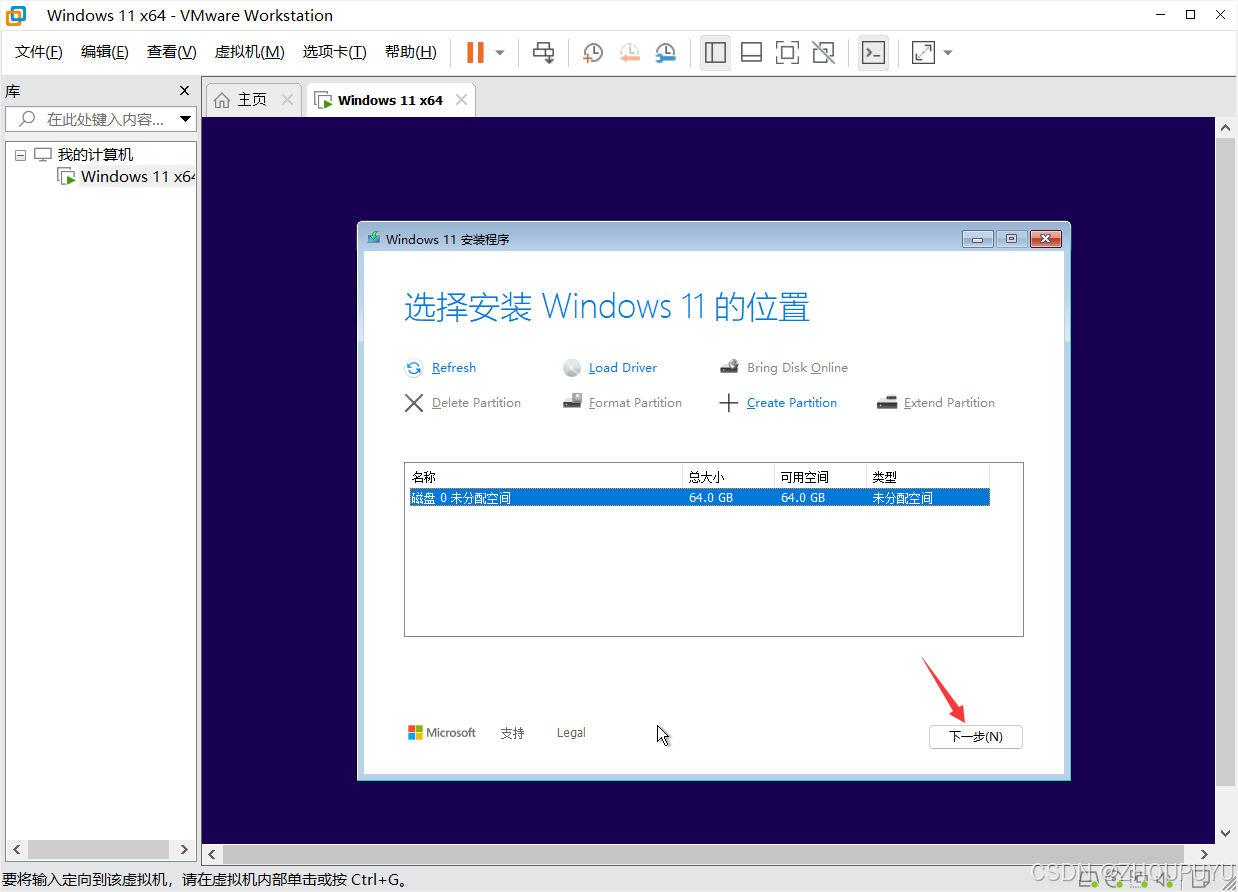 Windows 11 x64 - VMware Workstation
文件(F) 编辑(E) 查看(V) 虚拟机(M) 选项卡(T) 帮助(H)
库
主页
Windows 11 x64
在此处键入内容...
我的计算机
Windows 11 x64
Windows 11 安装程序
选择安装 Windows 11 的位置
Refresh Load Driver Bring Disk Online
Delete Partition Format Partition Create Partition Extend Partition
名称 总大小 可用空间 类型
磁盘 0 未分配空间 64.0 GB 64.0 GB 未分配空间
Microsoft 支持 Legal 下一步(N)
要将输入定向到该虚拟机，请在虚拟机内部单击或按 Ctrl+G。
CSDN @ZHOUPUYU